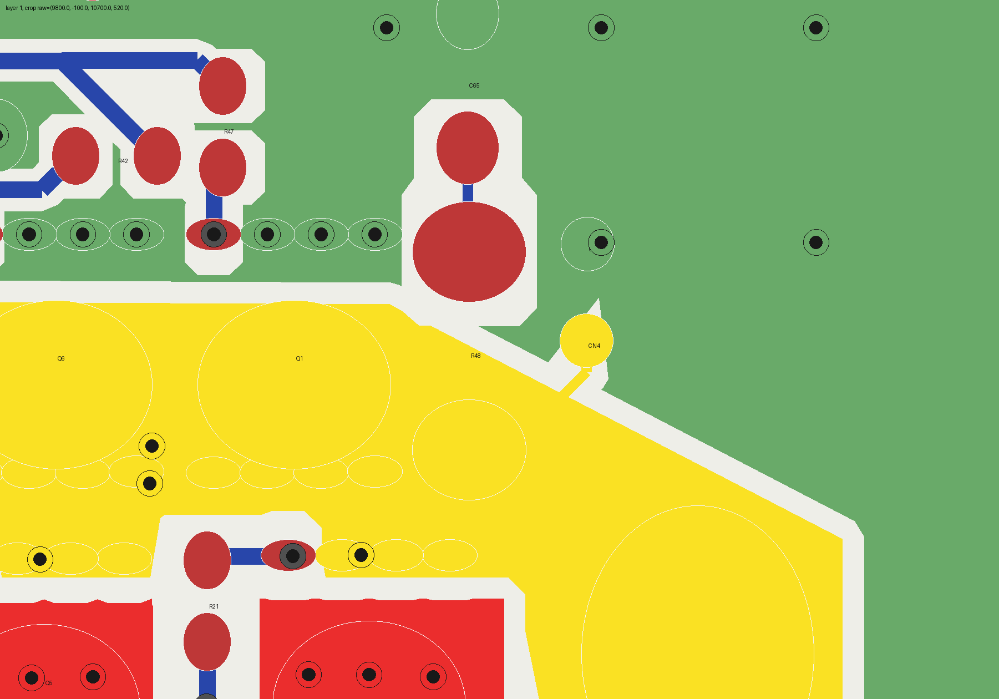 layer 1; crop raw=(9800.0, -100.0, 10700.0, 520.0)
C65
R47
R42
CN4
R48
Q6
Q1
R21
Q5